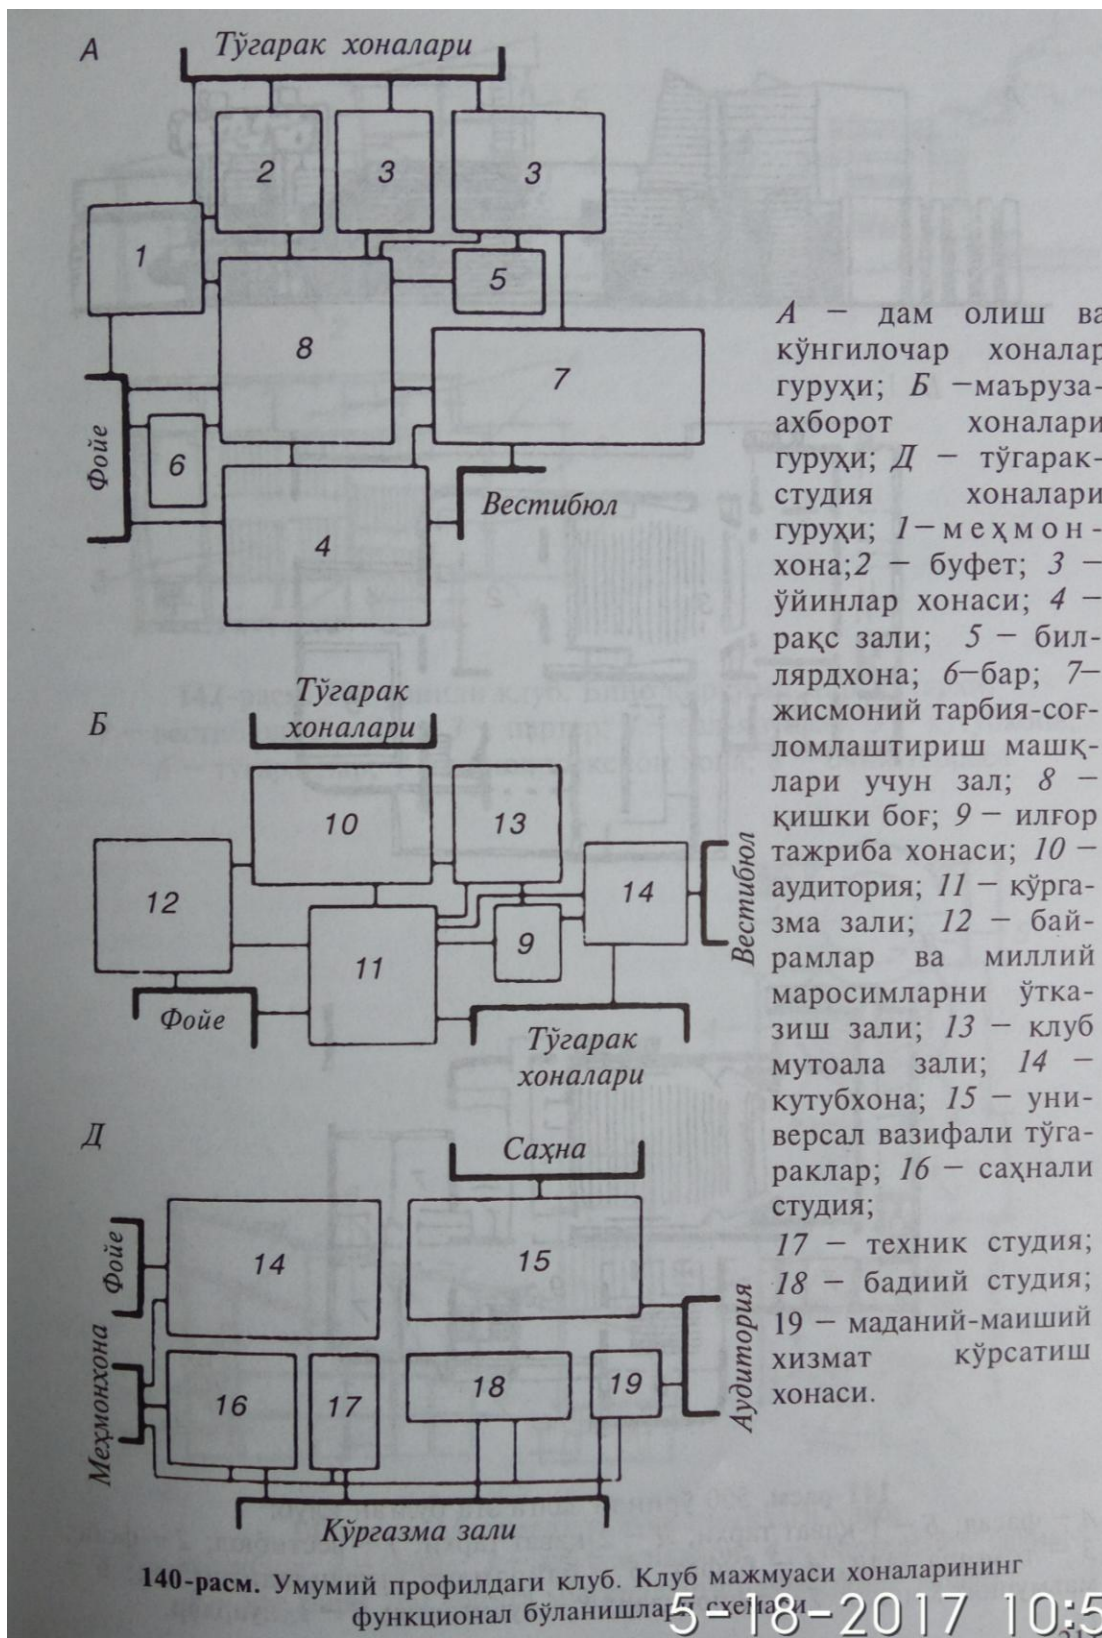 А
Тўгарак хоналари
2
3
3
1
5
8
7
Фойе
6
Вестибюл
4
А – дам олиш ва
кўнгилочар хоналар
гуруҳи; Б –маъруза-
ахборот хоналари
гуруҳи; Д – тўгарак-
студия хоналари
гуруҳи; 1–меҳмон-
хона;2 – буфет; 3 –
ўйинлар хонаси; 4 –
рақс зали; 5 – бил-
лярдхона; 6–бар; 7–
жисмоний тарбия-соғ-
ломлаштириш машқ-
лари учун зал; 8 –
қишки боғ; 9 – илғор
тажриба хонаси; 10 –
аудитория; 11 – кўрга-
зма зали; 12 – бай-
рамлар ва миллий
маросимларни ўтка-
зиш зали; 13 – клуб
мутоала зали; 14 –
кутубхона; 15 – уни-
версал вазифали тўга-
раклар; 16 – саҳнали
студия;
17 – техник студия;
18 – бадиий студия;
19 – маданий-маиший
хизмат кўрсатиш
хонаси.
Б
Тўгарак
хоналари
10
13
12
14
Вестибюл
11
9
Фойе
Тўгарак
хоналари
Д
Саҳна
Фойе
14
15
Меҳмонхона
16
17
18
19
Аудитория
Кўргазма зали
140-расм. Умумий профилдаги клуб. Клуб мажмуаси хоналарининг
функционал бўланишлари схемаси
5-18-2017 10:5